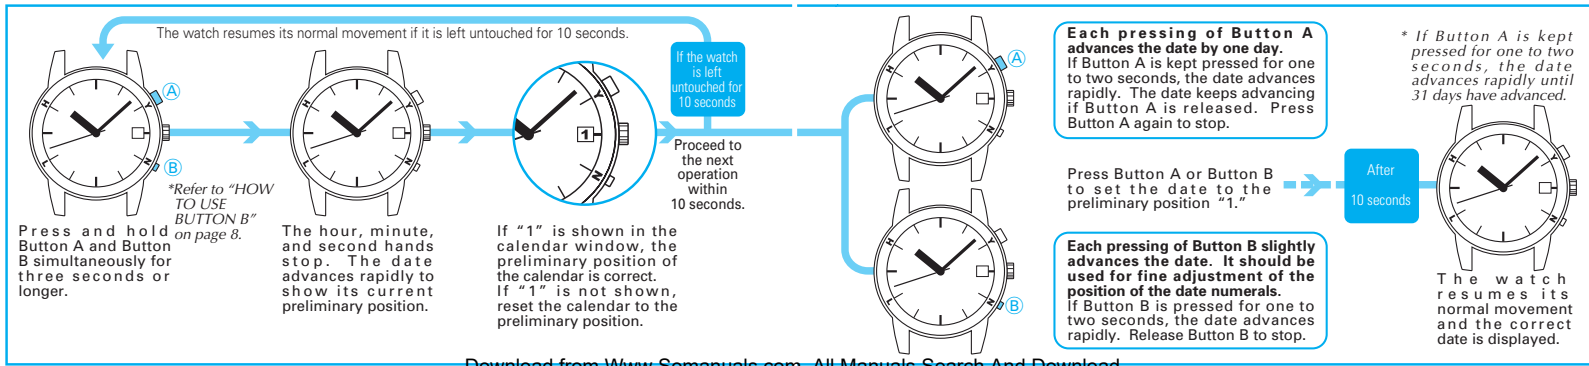 The watch resumes its normal movement if it is left untouched for 10 seconds.
If the watch
is left
untouched for
10 seconds
H
Y
L
N
A
B
*Refer to “HOW
TO USE
BUTTON B”
on page 8.
Press and hold
Button A and Button
B simultaneously for
three seconds or
longer.
H
Y
L
N
The hour, minute,
and second hands
stop. The date
advances rapidly to
show its current
preliminary position.
Y
1
N
If “1” is shown in the
calendar window, the
preliminary position of
the calendar is correct.
If “1” is not shown,
reset the calendar to the
preliminary position.
Proceed to
the next
operation
within
10 seconds.
H
Y
L
N
A
Each pressing of Button A
advances the date by one day.
If Button A is kept pressed for one
to two seconds, the date advances
rapidly. The date keeps advancing
if Button A is released. Press
Button A again to stop.
Press Button A or Button B
to set the date to the
preliminary position “1.”
H
Y
L
N
B
Each pressing of Button B slightly
advances the date. It should be
used for fine adjustment of the
position of the date numerals.
If Button B is pressed for one to
two seconds, the date advances
rapidly. Release Button B to stop.
After
10 seconds
* If Button A is kept
pressed for one to two
seconds, the date
advances rapidly until
31 days have advanced.
H
Y
L
N
The watch
resumes its
normal movement
and the correct
date is displayed.
Download from Www.Somanuals.com. All Manuals Search And Download.